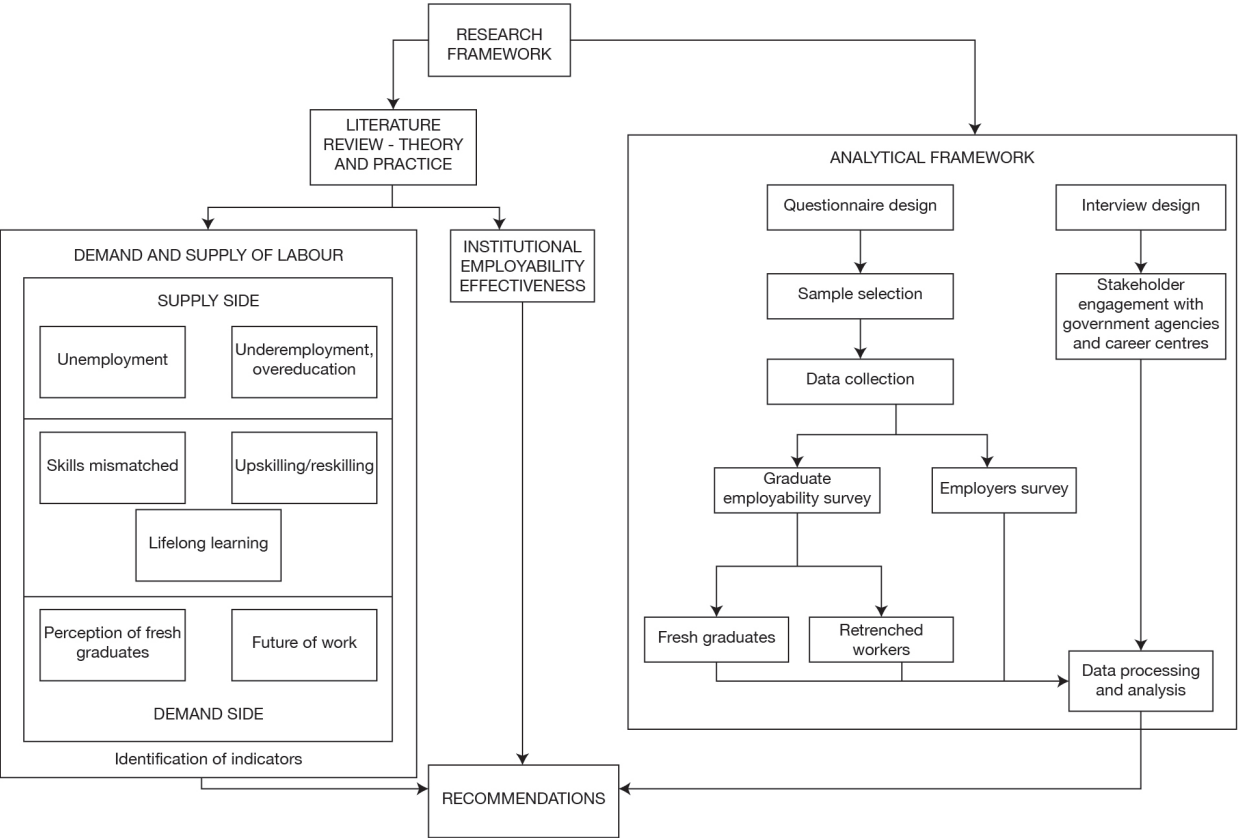 RESEARCH
FRAMEWORK
LITERATURE
REVIEW - THEORY
AND PRACTICE
DEMAND AND SUPPLY OF LABOUR
SUPPLY SIDE
Unemployment
Underemployment,
overeducation
Skills mismatched
Upskilling/reskilling
Lifelong learning
Perception of fresh
graduates
Future of work
DEMAND SIDE
Identification of indicators
INSTITUTIONAL
EMPLOYABILITY
EFFECTIVENESS
ANALYTICAL FRAMEWORK
Questionnaire design
Sample selection
Data collection
Graduate
employability survey
Employers survey
Fresh graduates
Retrenched
workers
Interview design
Stakeholder
engagement with
government agencies
and career centres
Data processing
and analysis
RECOMMENDATIONS